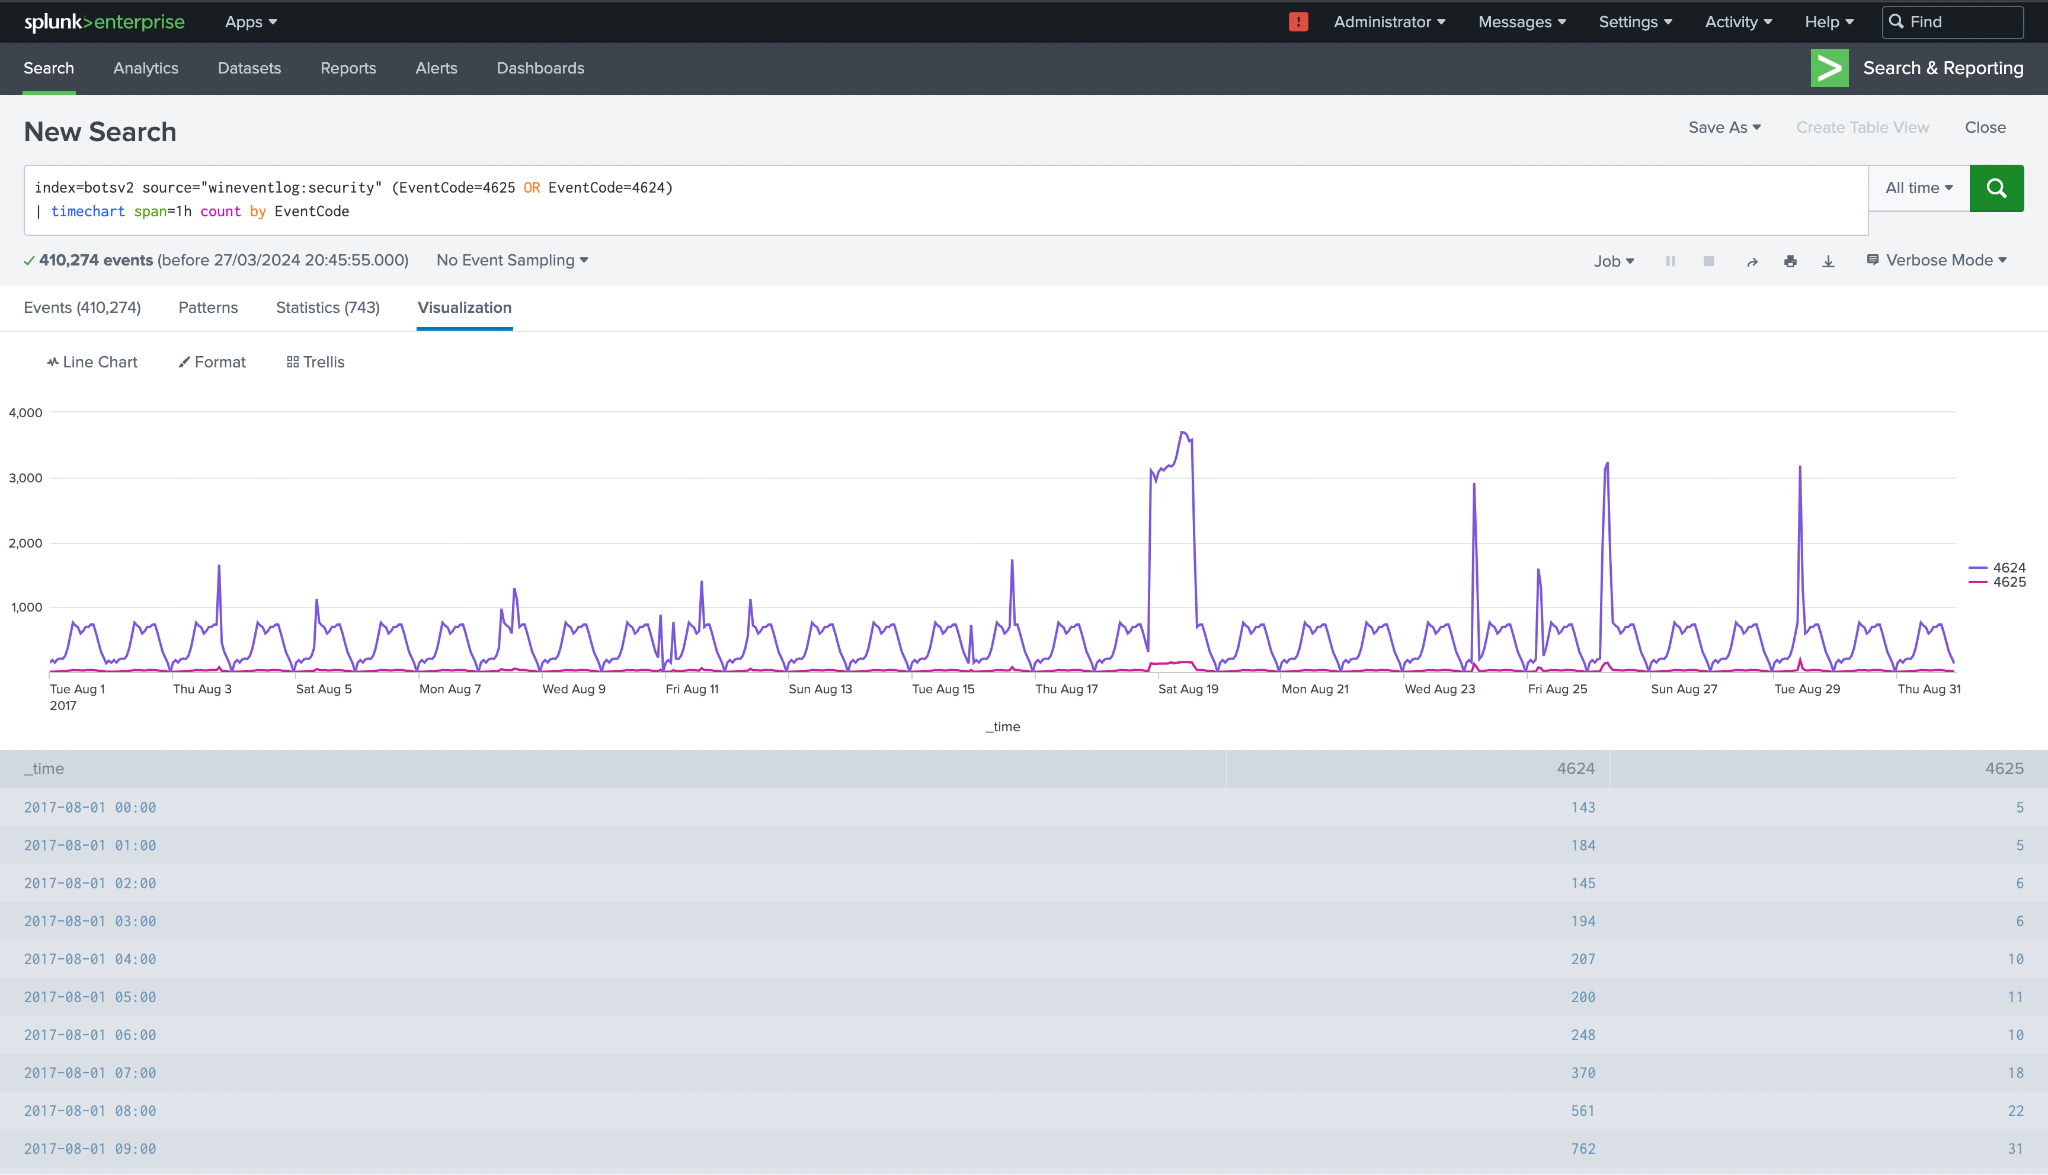 splunk>enterprise Apps ! Administrator Messages Settings Activity Help Find
Search Analytics Datasets Reports Alerts Dashboards > Search & Reporting
New Search Save As Create Table View Close
index=botsv2 source="wineventlog:security" (EventCode=4625 OR EventCode=4624) All time
| timechart span=1h count by EventCode
410,274 events (before 27/03/2024 20:45:55.000) No Event Sampling Job Verbose Mode
Events (410,274) Patterns Statistics (743) Visualization
Line Chart Format Trellis
4,000
3,000
2,000
1,000
4624
4625
Tue Aug 1 Thu Aug 3 Sat Aug 5 Mon Aug 7 Wed Aug 9 Fri Aug 11 Sun Aug 13 Tue Aug 15 Thu Aug 17 Sat Aug 19 Mon Aug 21 Wed Aug 23 Fri Aug 25 Sun Aug 27 Tue Aug 29 Thu Aug 31
2017
_time
_time 4624 4625
2017-08-01 00:00 143 5
2017-08-01 01:00 184 5
2017-08-01 02:00 145 6
2017-08-01 03:00 194 6
2017-08-01 04:00 207 10
2017-08-01 05:00 200 11
2017-08-01 06:00 248 10
2017-08-01 07:00 370 18
2017-08-01 08:00 561 22
2017-08-01 09:00 762 31